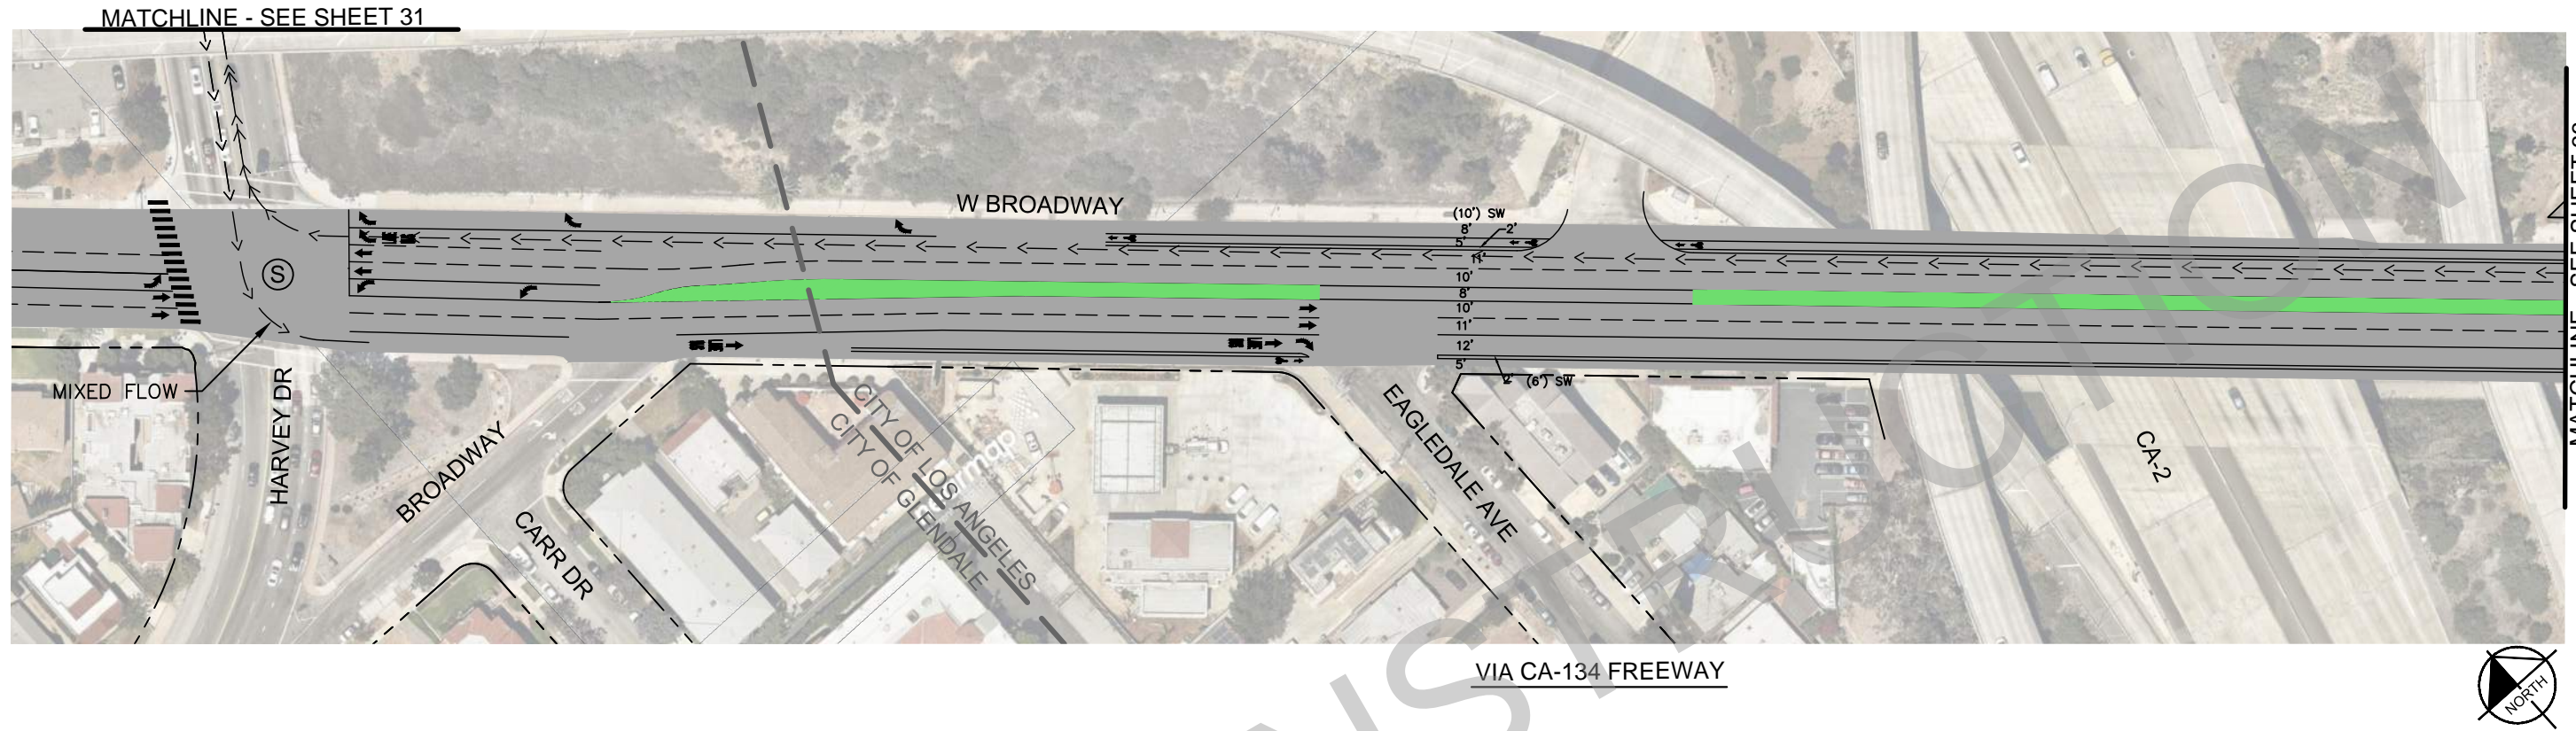 MATCHLINE - SEE SHEET 31
W BROADWAY
(10') SW
8'
2'
5'
11'
10'
8'
10'
11'
12'
5'
2'
(6') SW
S
MIXED FLOW
HARVEY DR
BROADWAY
CARR DR
CITY OF LOS ANGELES
CITY OF GLENDALE
EAGLEDALE AVE
CA-2
VIA CA-134 FREEWAY
NORTH